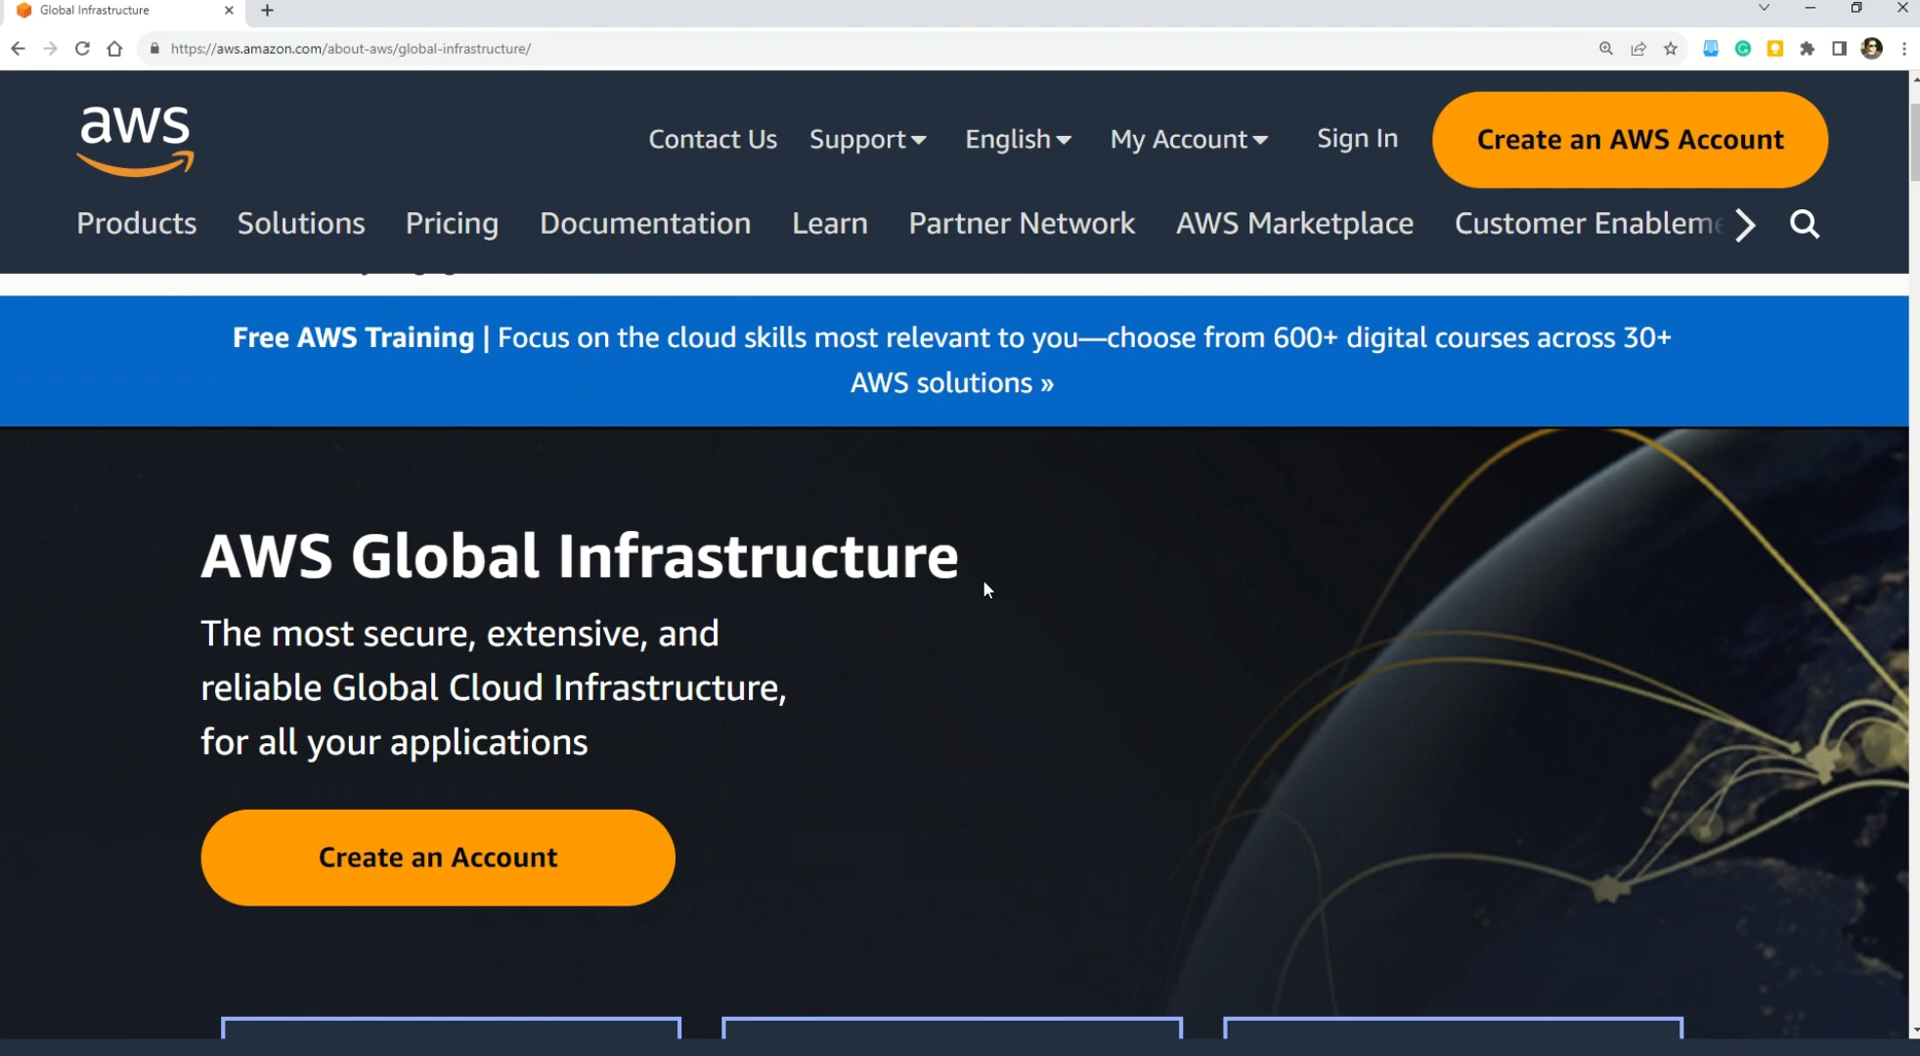 Global Infrastructure
https://aws.amazon.com/about-aws/global-infrastructure/
aws
Contact Us Support English My Account Sign In Create an AWS Account
Products Solutions Pricing Documentation Learn Partner Network AWS Marketplace Customer Enableme
Free AWS Training | Focus on the cloud skills most relevant to you—choose from 600+ digital courses across 30+
AWS solutions »
AWS Global Infrastructure
The most secure, extensive, and
reliable Global Cloud Infrastructure,
for all your applications
Create an Account